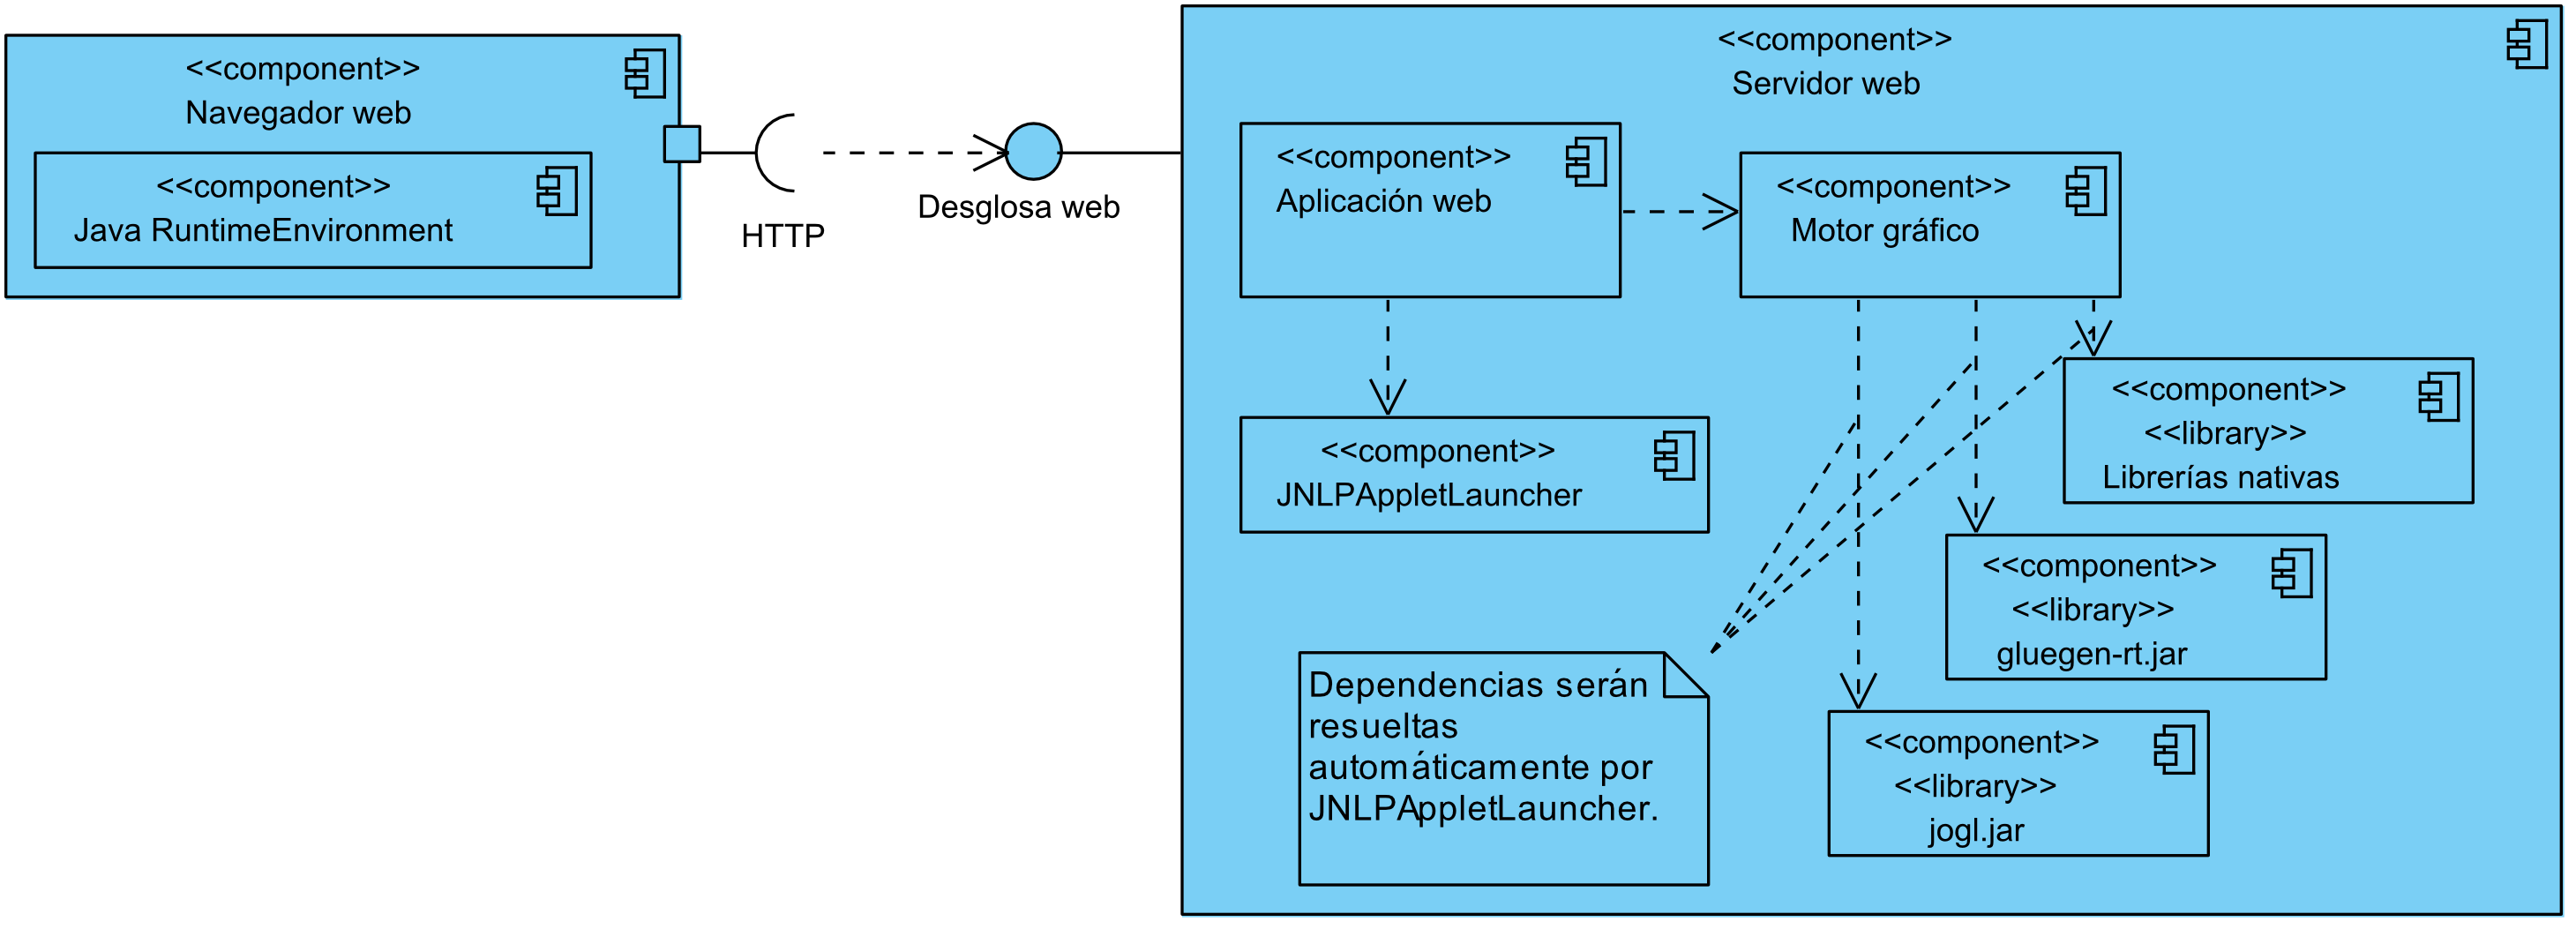 <<component>>
Navegador web
<<component>>
Java RuntimeEnvironment
HTTP
Desglosa web
<<component>>
Servidor web
<<component>>
Aplicación web
<<component>>
Motor gráfico
<<component>>
JNLPAppletLauncher
<<component>>
<<library>>
Librerías nativas
<<component>>
<<library>>
gluegen-rt.jar
<<component>>
<<library>>
jogl.jar
Dependencias serán
resueltas
automáticamente por
JNLPAppletLauncher.